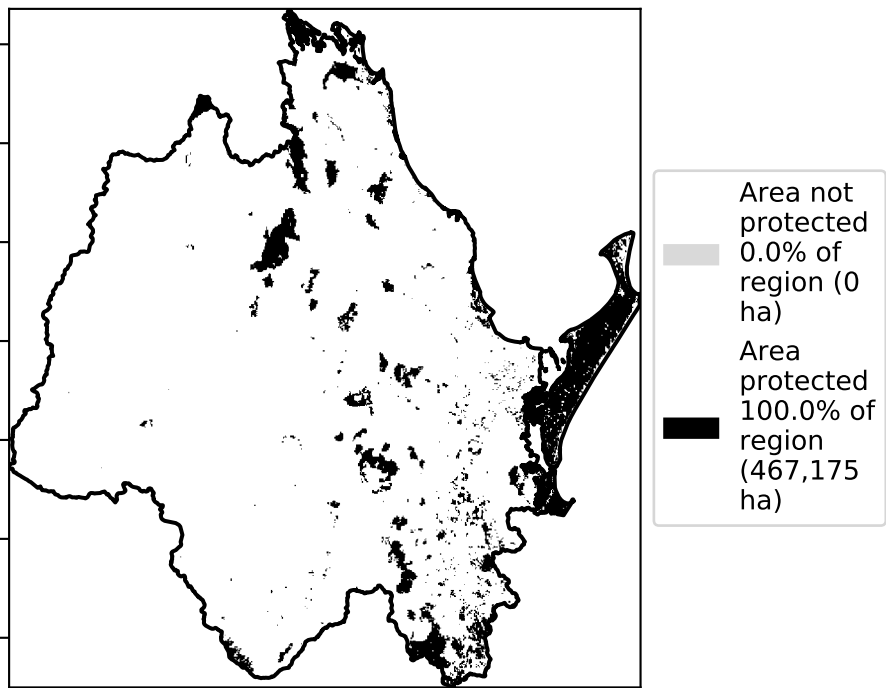 Area not
protected
0.0% of
region (0
ha)
Area
protected
100.0% of
region
(467,175
ha)